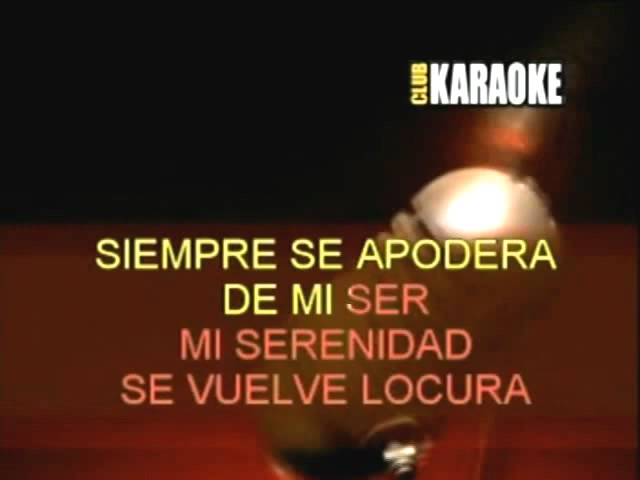 CLUB KARAOKE
SIEMPRE SE APODERA
DE MI SER
MI SERENIDAD
SE VUELVE LOCURA